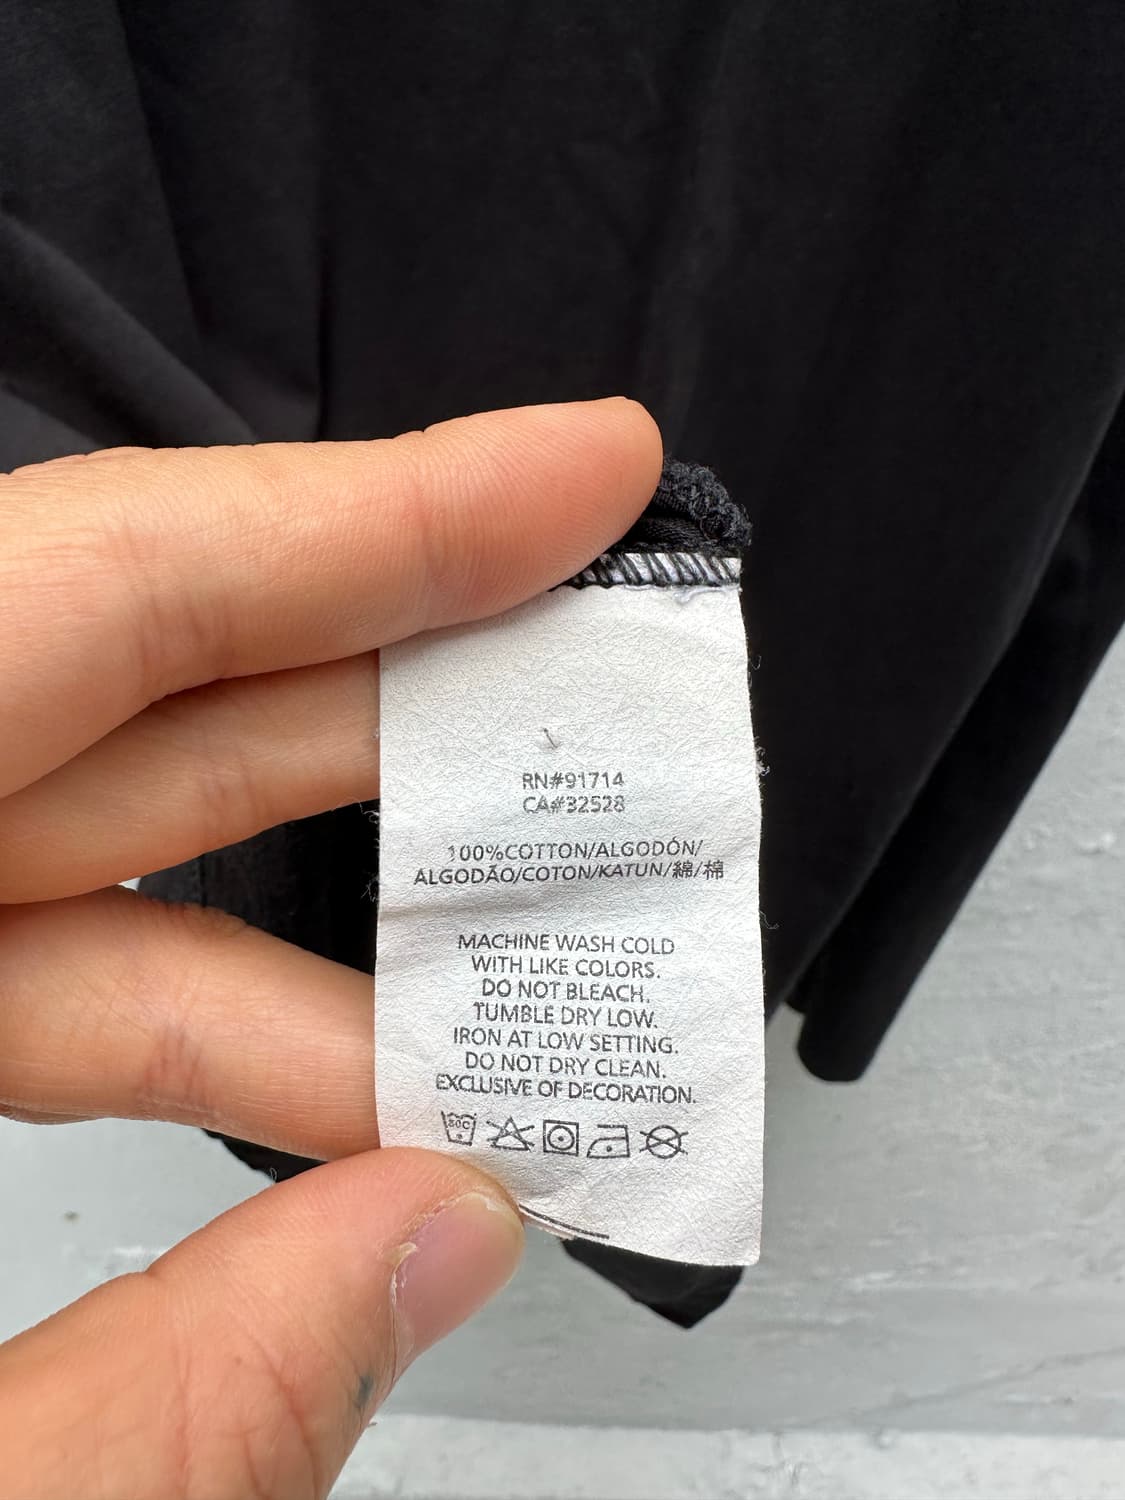 RN#91714
CA#32528
100%COTTON/ALGODÓN/
ALGODÃO/COTON/KATUN/綿/棉
MACHINE WASH COLD
WITH LIKE COLORS.
DO NOT BLEACH.
TUMBLE DRY LOW.
IRON AT LOW SETTING.
DO NOT DRY CLEAN.
EXCLUSIVE OF DECORATION.